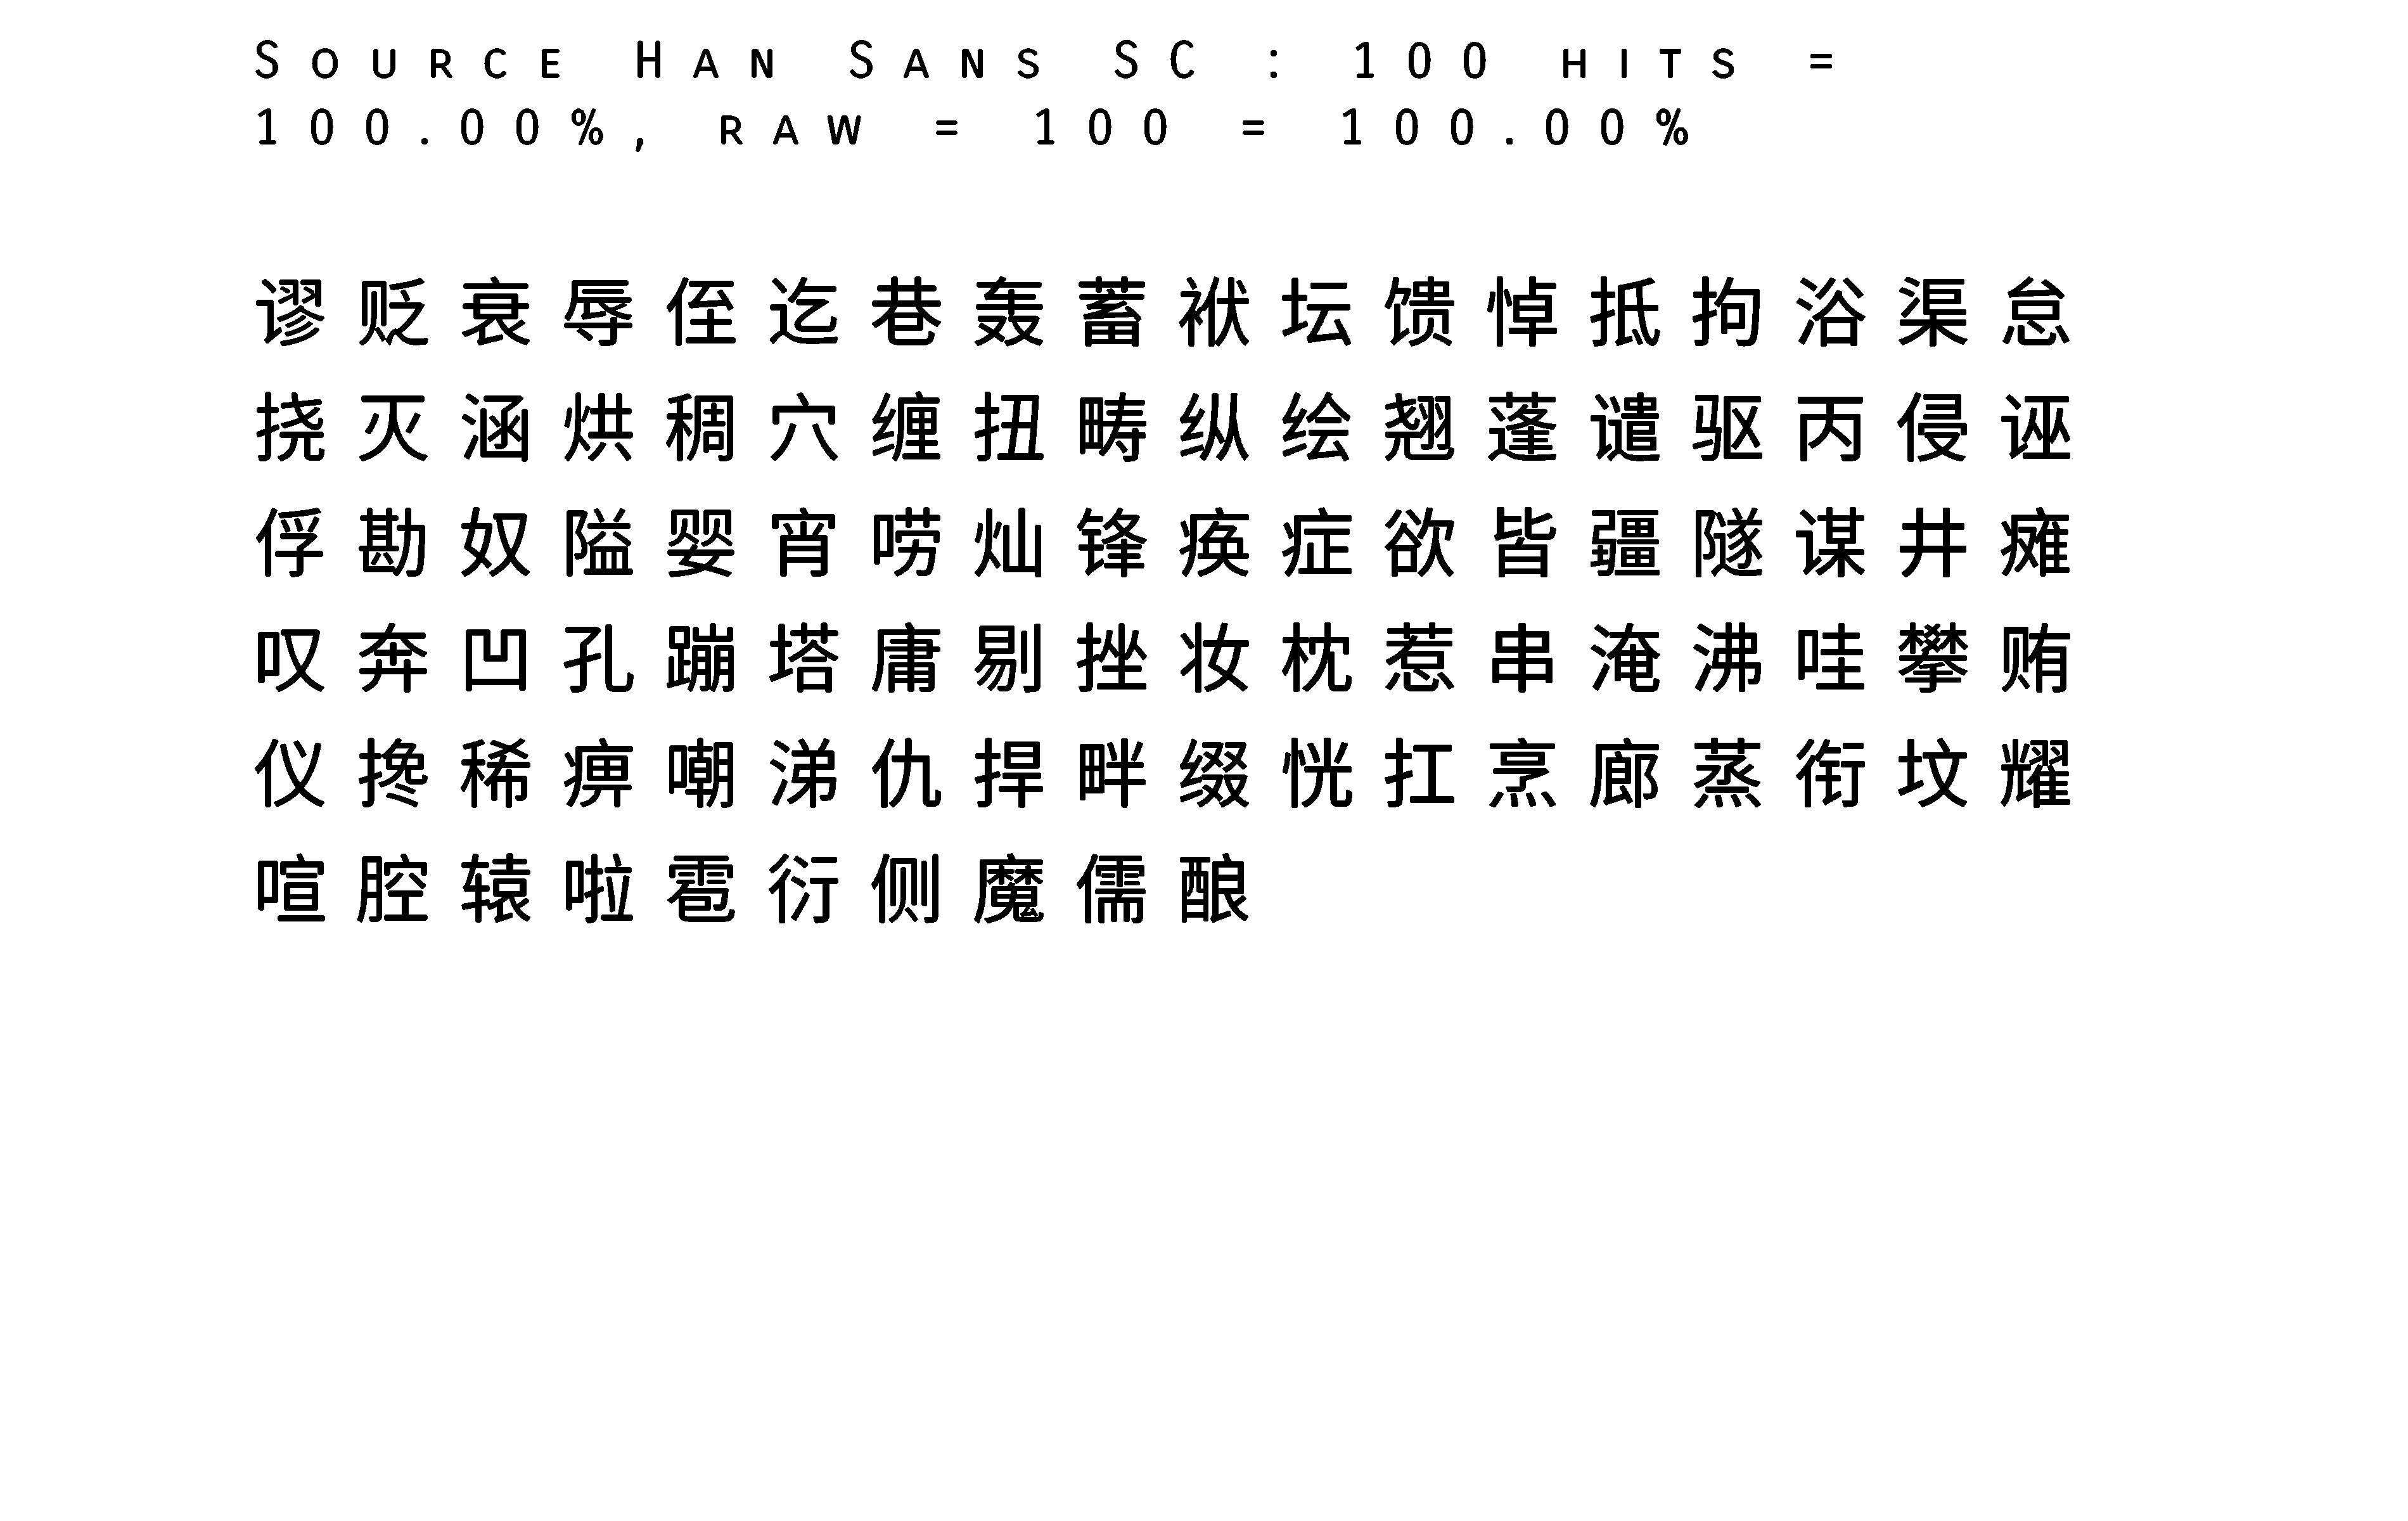 Source Han Sans SC : 100 hits =
100.00%, raw = 100 = 100.00%
谬贬衰辱侄迄巷轰蓄袱坛馈悼抵拘浴渠怠
挠灭涵烘稠穴缠扭畴纵绘翘蓬谴驱丙侵诬
俘勘奴隘婴宵唠灿锋痪症欲皆疆隧谋井瘫
叹奔凹孔蹦塔庸剔挫妆枕惹串淹沸哇攀贿
仪搀稀痹嘲涕仇捍畔缀恍扛烹廊蒸衔坟耀
喧腔辕啦雹衍侧魔儒酿